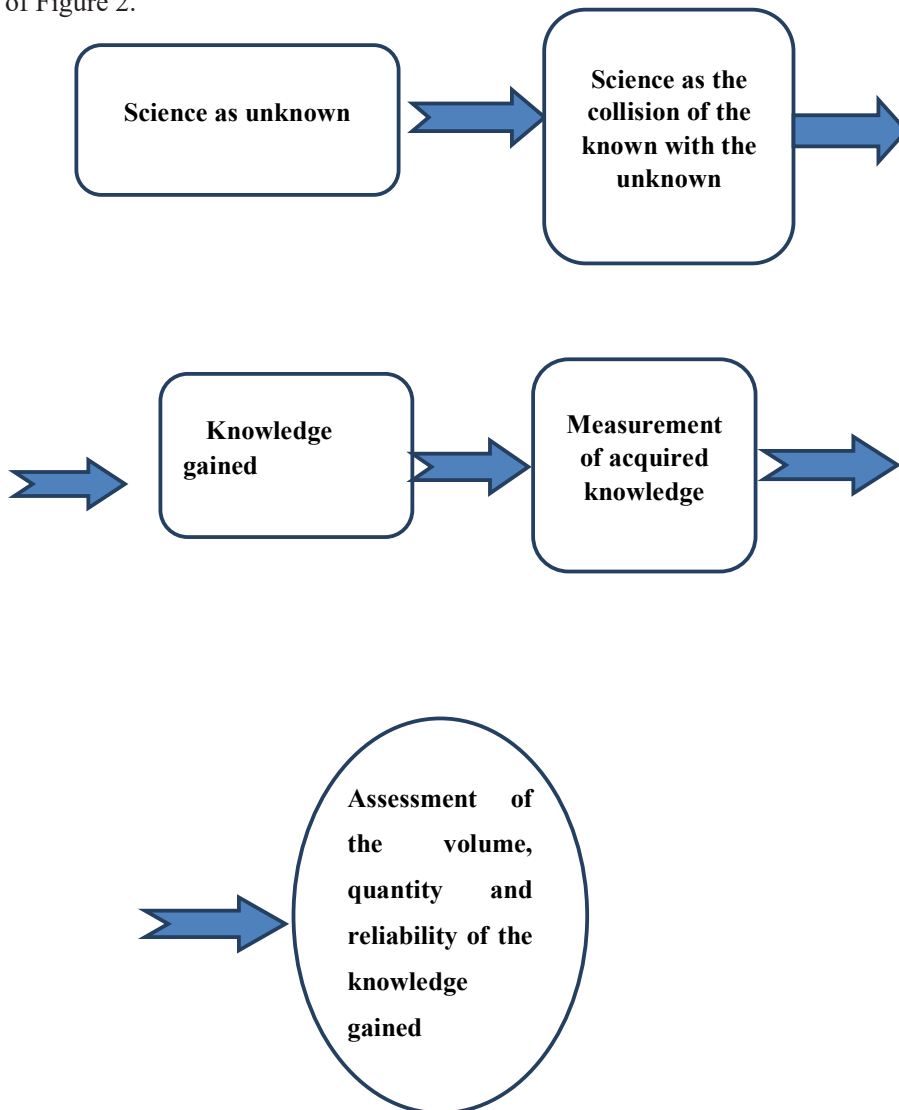 of Figure 2.
Science as unknown
Science as the
collision of the
known with the
unknown
Knowledge
gained
Measurement
of acquired
knowledge
Assessment of
the volume,
quantity and
reliability of the
knowledge
gained